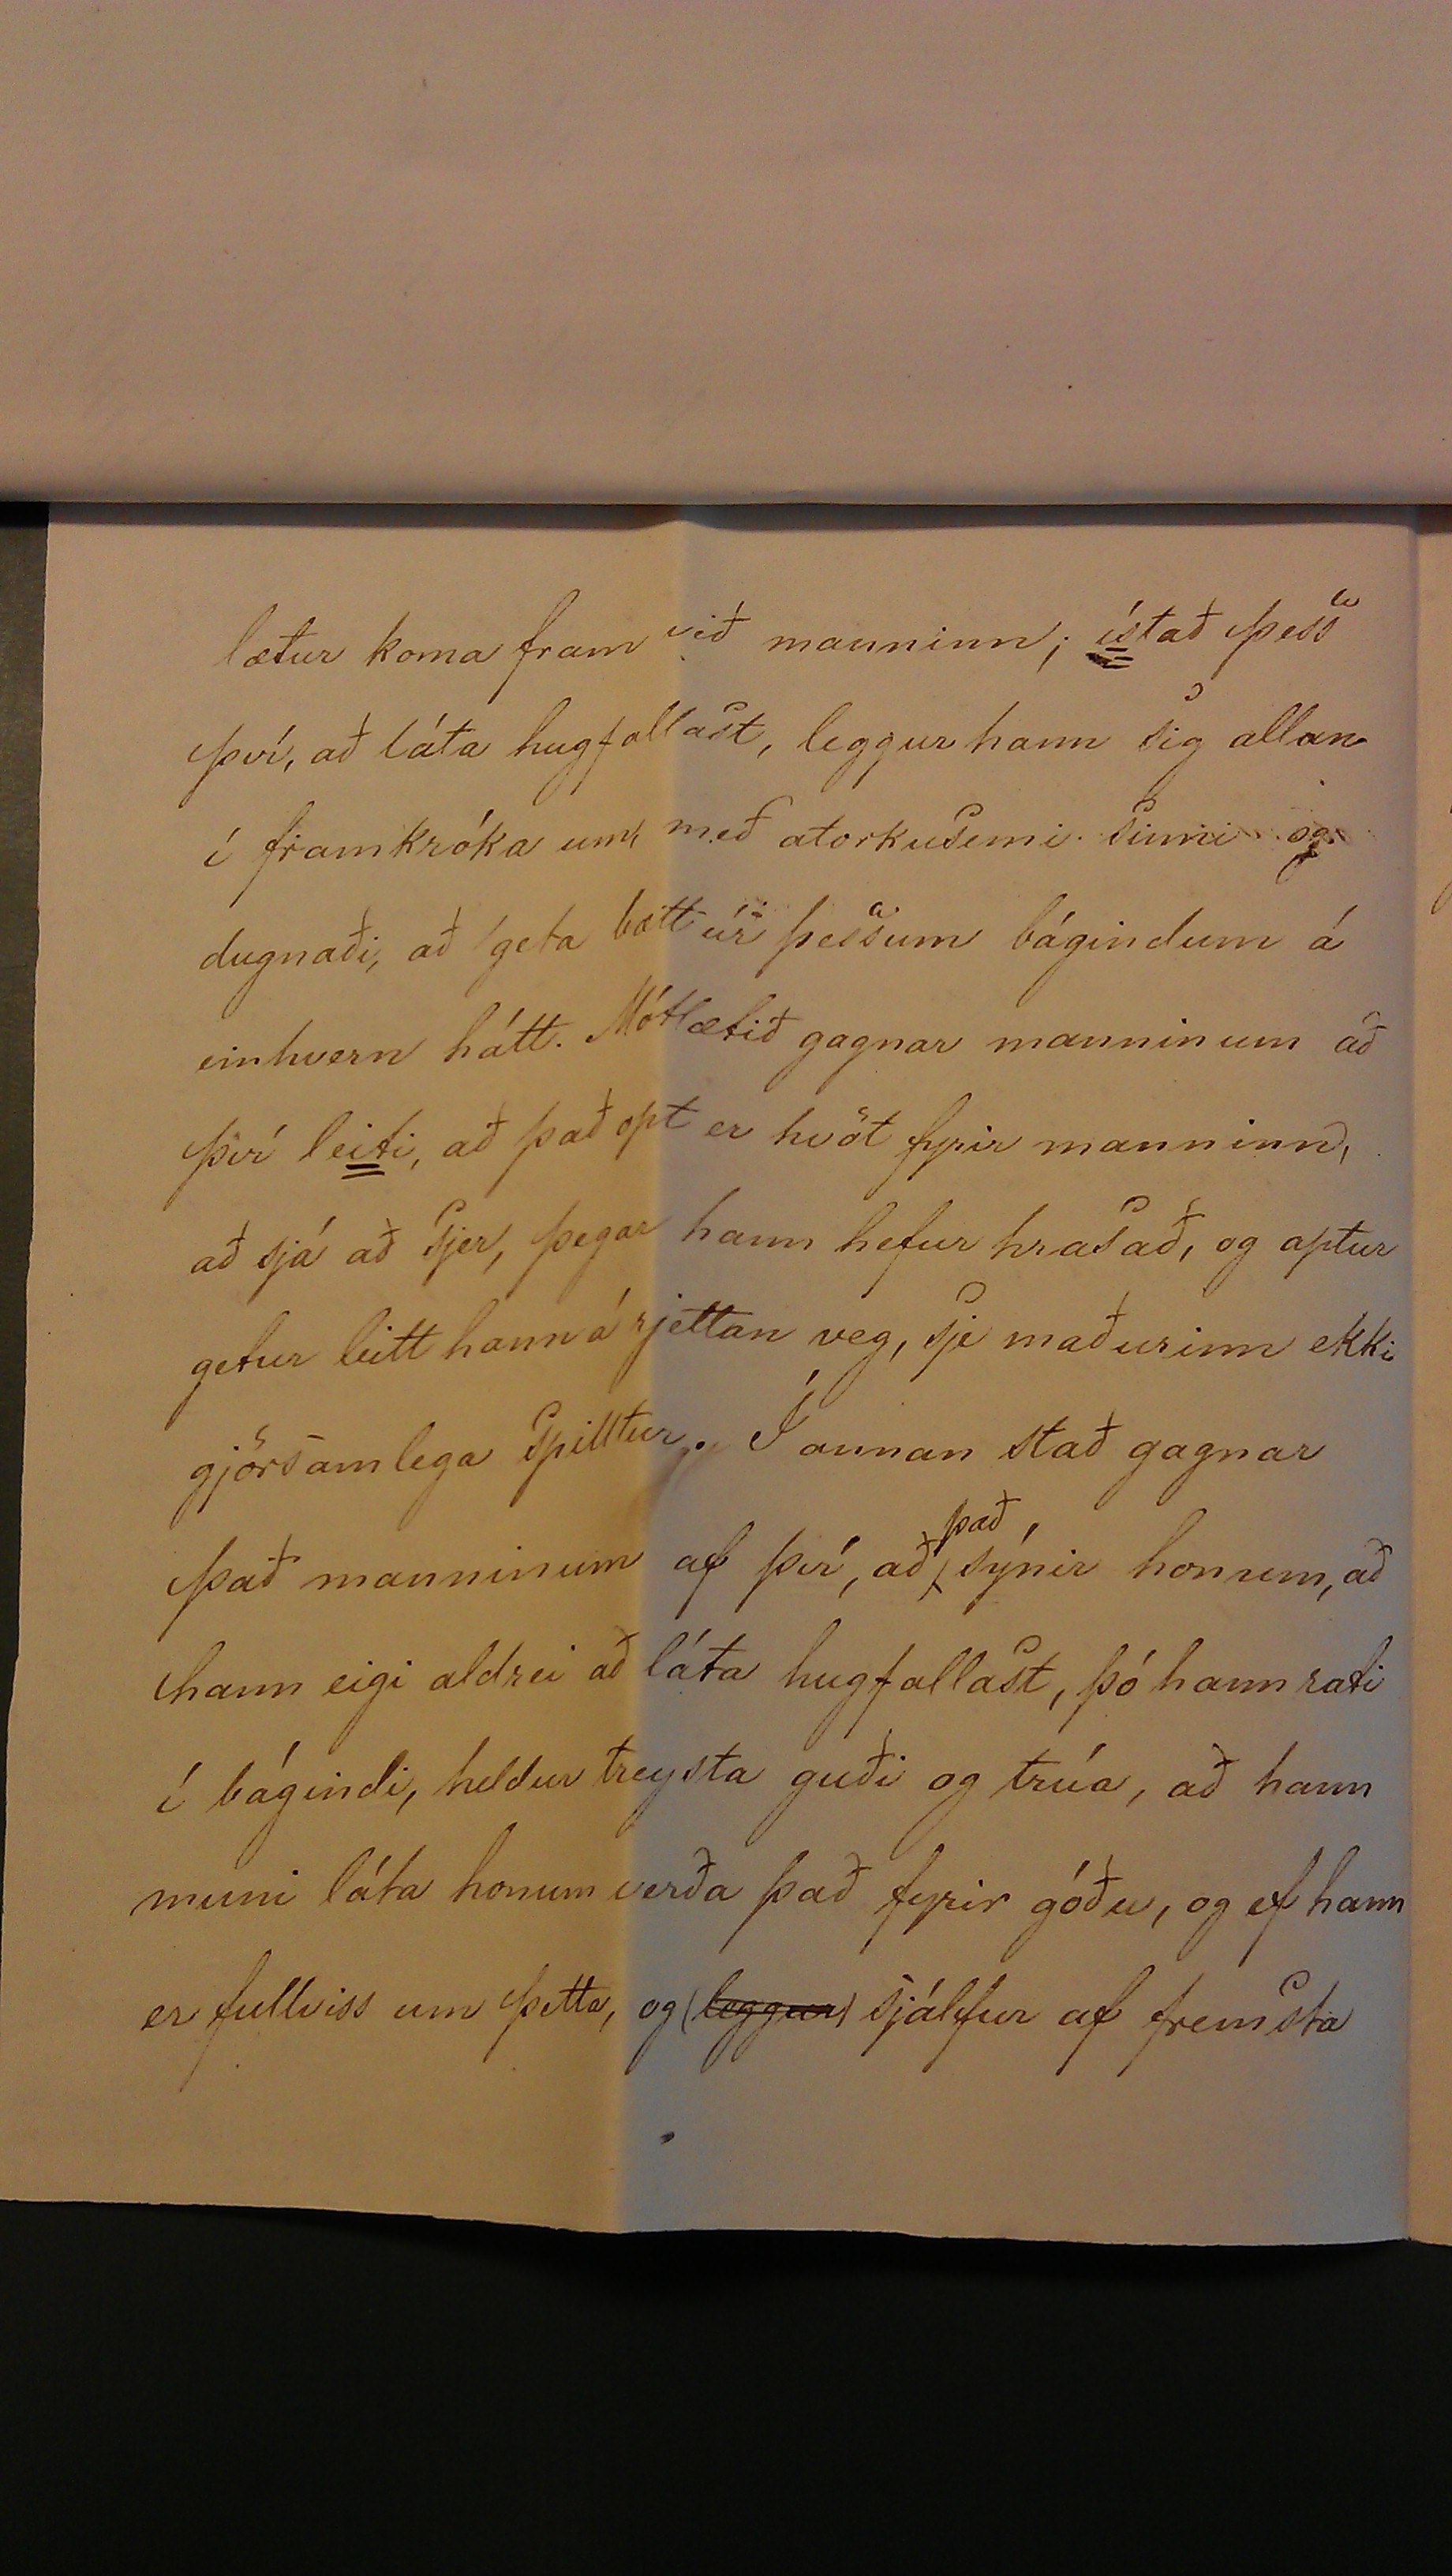 lætur koma fram við manninn; ístað þess
því, að láta hugfallast, leggur hann sig allan
í framkróka um, með atorkusemi sinni og
dugnaði, að geta bætt úr þessum bágindum á
einhvern hátt. Mótlætið gagnar manninum að
því leiti, að það opt er hvöt fyrir manninn,
að sjá að sjer, þegar hann hefur hrasað, og aptur
getur leitt hann á rjettan veg, sje maðurinn ekki
gjörsamlega spilltur. Í annan stað gagnar
það manninum af því, að það sýnir honum, að
hann eigi aldrei að láta hugfallast, þó hann rati
í bágindi, heldur treysta guði og trúa, að hann
muni láta honum verða það fyrir góðu, og ef hann
er fullviss um þetta, og (leggur) sjálfur af fremsta